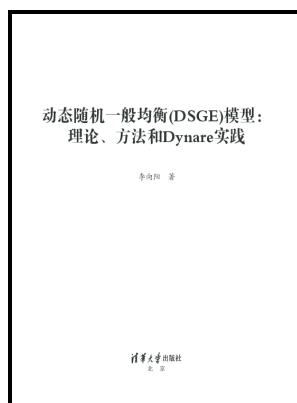 动态随机一般均衡(DSGE)模型：
理论、方法和Dynare实践
李向阳 著
清华大学出版社
北 京